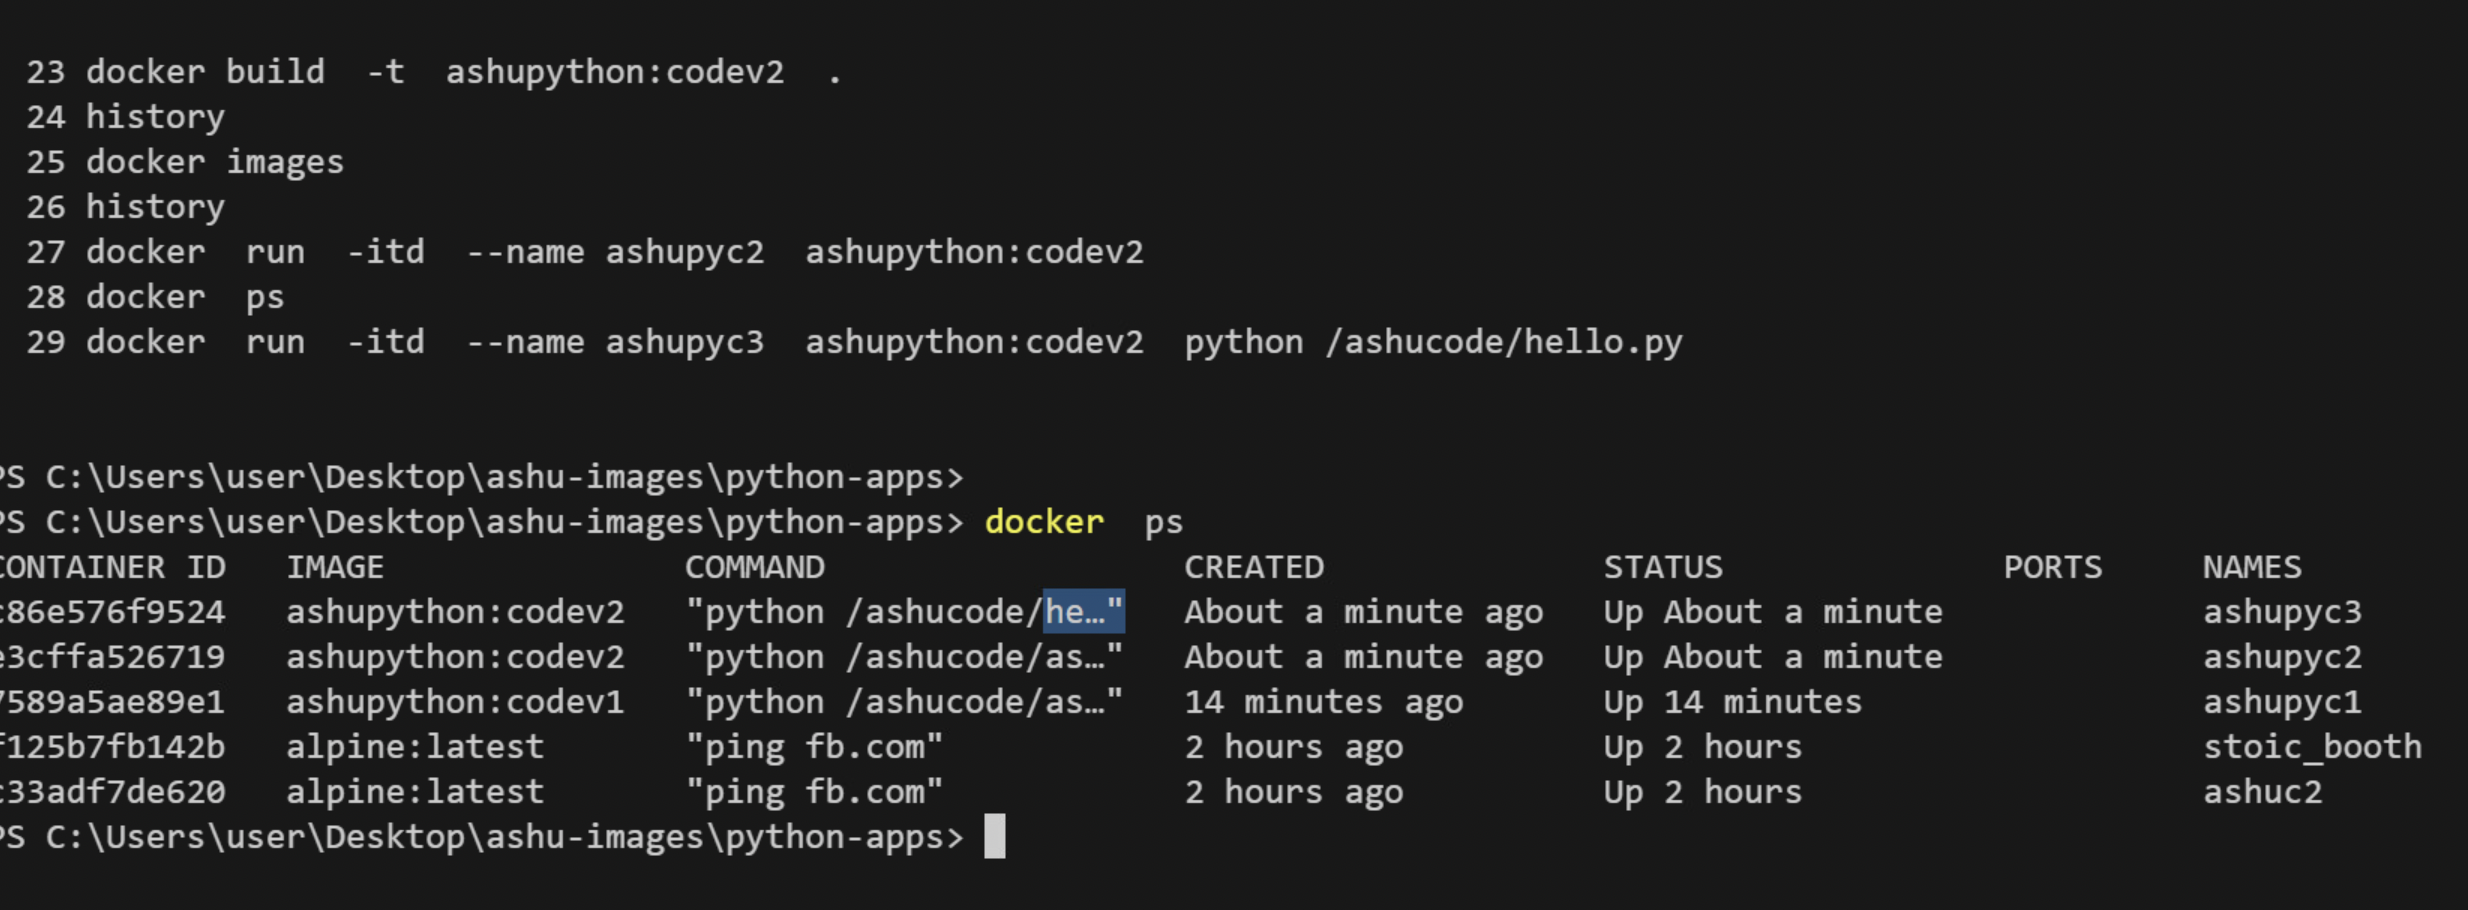 23 docker build  -t  ashupython:codev2  .
24 history
25 docker images
26 history
27 docker  run  -itd  --name ashupyc2  ashupython:codev2
28 docker  ps
29 docker  run  -itd  --name ashupyc3  ashupython:codev2  python /ashucode/hello.py
PS C:\Users\user\Desktop\ashu-images\python-apps>
PS C:\Users\user\Desktop\ashu-images\python-apps> docker  ps
CONTAINER ID   IMAGE               COMMAND                  CREATED              STATUS              PORTS     NAMES
c86e576f9524   ashupython:codev2   "python /ashucode/he…"   About a minute ago   Up About a minute             ashupyc3
e3cffa526719   ashupython:codev2   "python /ashucode/as…"   About a minute ago   Up About a minute             ashupyc2
7589a5ae89e1   ashupython:codev1   "python /ashucode/as…"   14 minutes ago       Up 14 minutes                 ashupyc1
f125b7fb142b   alpine:latest       "ping fb.com"            2 hours ago          Up 2 hours                    stoic_booth
c33adf7de620   alpine:latest       "ping fb.com"            2 hours ago          Up 2 hours                    ashuc2
PS C:\Users\user\Desktop\ashu-images\python-apps>